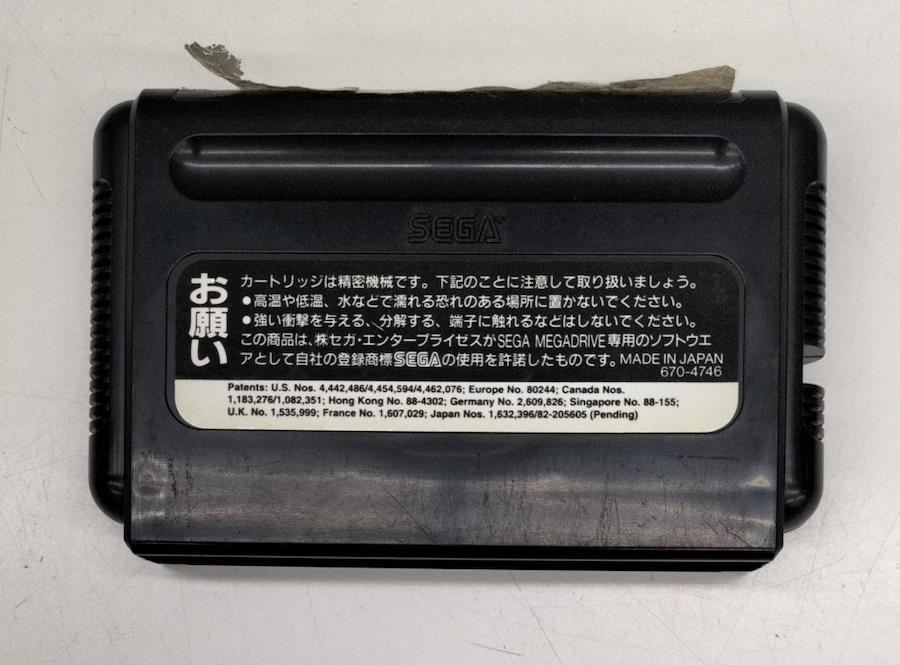 SEGA®
お願い
カートリッジは精密機械です。下記のことに注意して取り扱いましょう。
●高温や低温、水などで濡れる恐れのある場所に置かないでください。
●強い衝撃を与える、分解する、端子に触れるなどはしないでください。
この商品は、株セガ・エンタープライゼスがSEGA MEGADRIVE専用のソフトウエ
アとして自社の登録商標SEGAの使用を許諾したものです。MADE IN JAPAN
670-4746
Patents: U.S. Nos. 4,442,486/4,454,594/4,462,076; Europe No. 80244; Canada Nos.
1,183,276/1,082,351; Hong Kong No. 88-4302; Germany No. 2,609,826; Singapore No. 88-155;
U.K. No. 1,535,999; France No. 1,607,029; Japan Nos. 1,632,396/82-205605 (Pending)